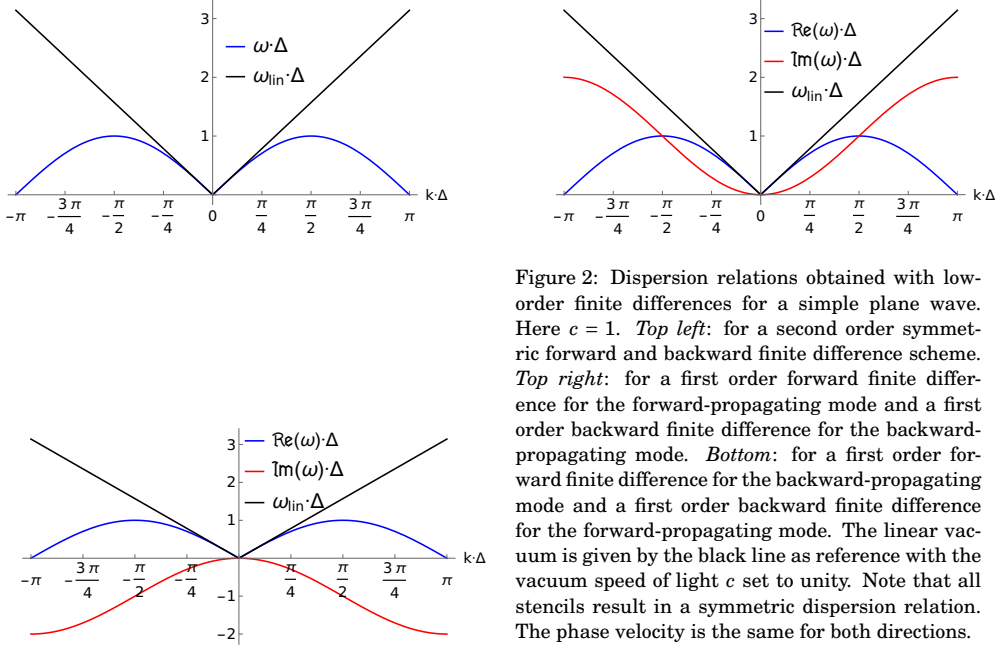 3
2
1
ω·Δ
ω_lin·Δ
k·Δ
−π −3π/4 −π/2 −π/4 0 π/4 π/2 3π/4 π
3
2
1
Re(ω)·Δ
Im(ω)·Δ
ω_lin·Δ
k·Δ
−π −3π/4 −π/2 −π/4 0 π/4 π/2 3π/4 π
3
2
1
−1
−2
Re(ω)·Δ
Im(ω)·Δ
ω_lin·Δ
k·Δ
−π −3π/4 −π/2 −π/4 π/4 π/2 3π/4 π
Figure 2: Dispersion relations obtained with low-
order finite differences for a simple plane wave.
Here c = 1. Top left: for a second order symmet-
ric forward and backward finite difference scheme.
Top right: for a first order forward finite differ-
ence for the forward-propagating mode and a first
order backward finite difference for the backward-
propagating mode. Bottom: for a first order for-
ward finite difference for the backward-propagating
mode and a first order backward finite difference
for the forward-propagating mode. The linear vac-
uum is given by the black line as reference with the
vacuum speed of light c set to unity. Note that all
stencils result in a symmetric dispersion relation.
The phase velocity is the same for both directions.